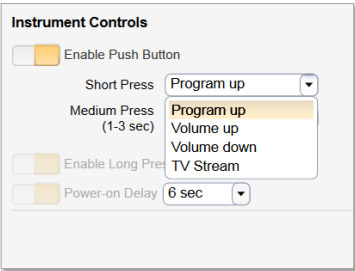 Instrument Controls
Enable Push Button
Short Press Program up
Medium Press Program up
(1-3 sec) Volume up
Volume down
Enable Long Pres TV Stream
Power-on Delay 6 sec